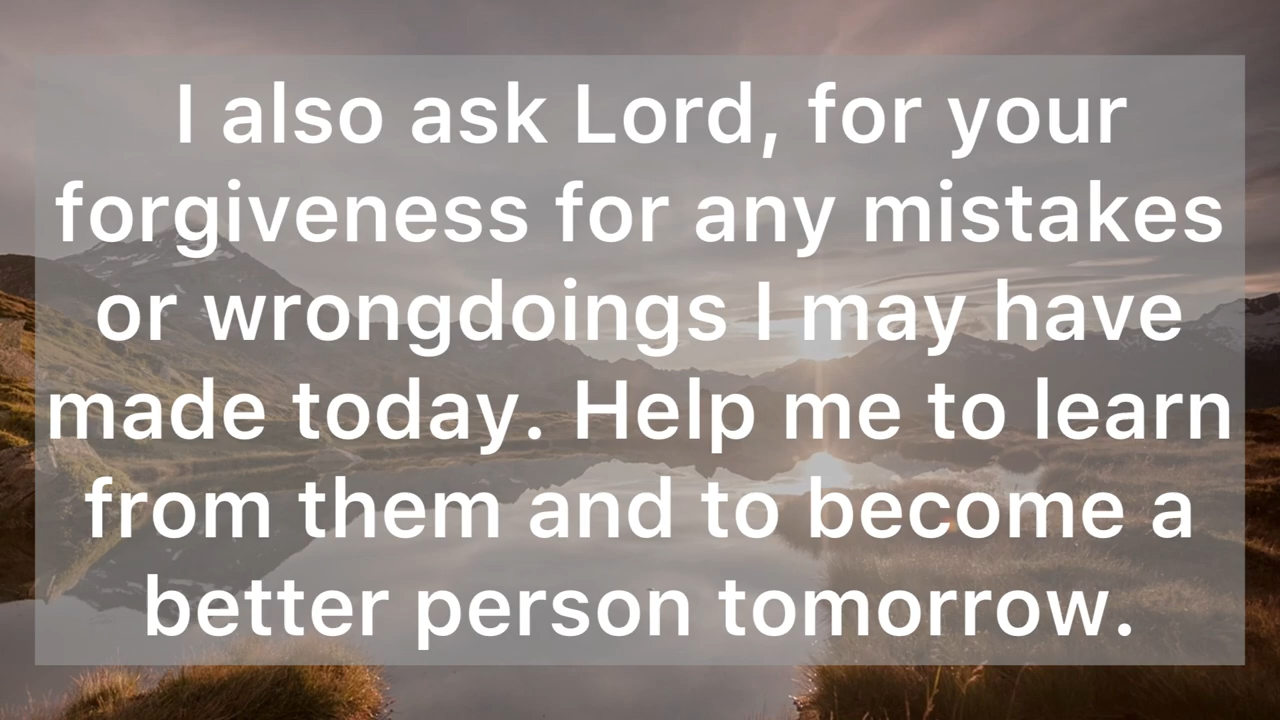 I also ask Lord, for your
forgiveness for any mistakes
or wrongdoings I may have
made today. Help me to learn
from them and to become a
better person tomorrow.